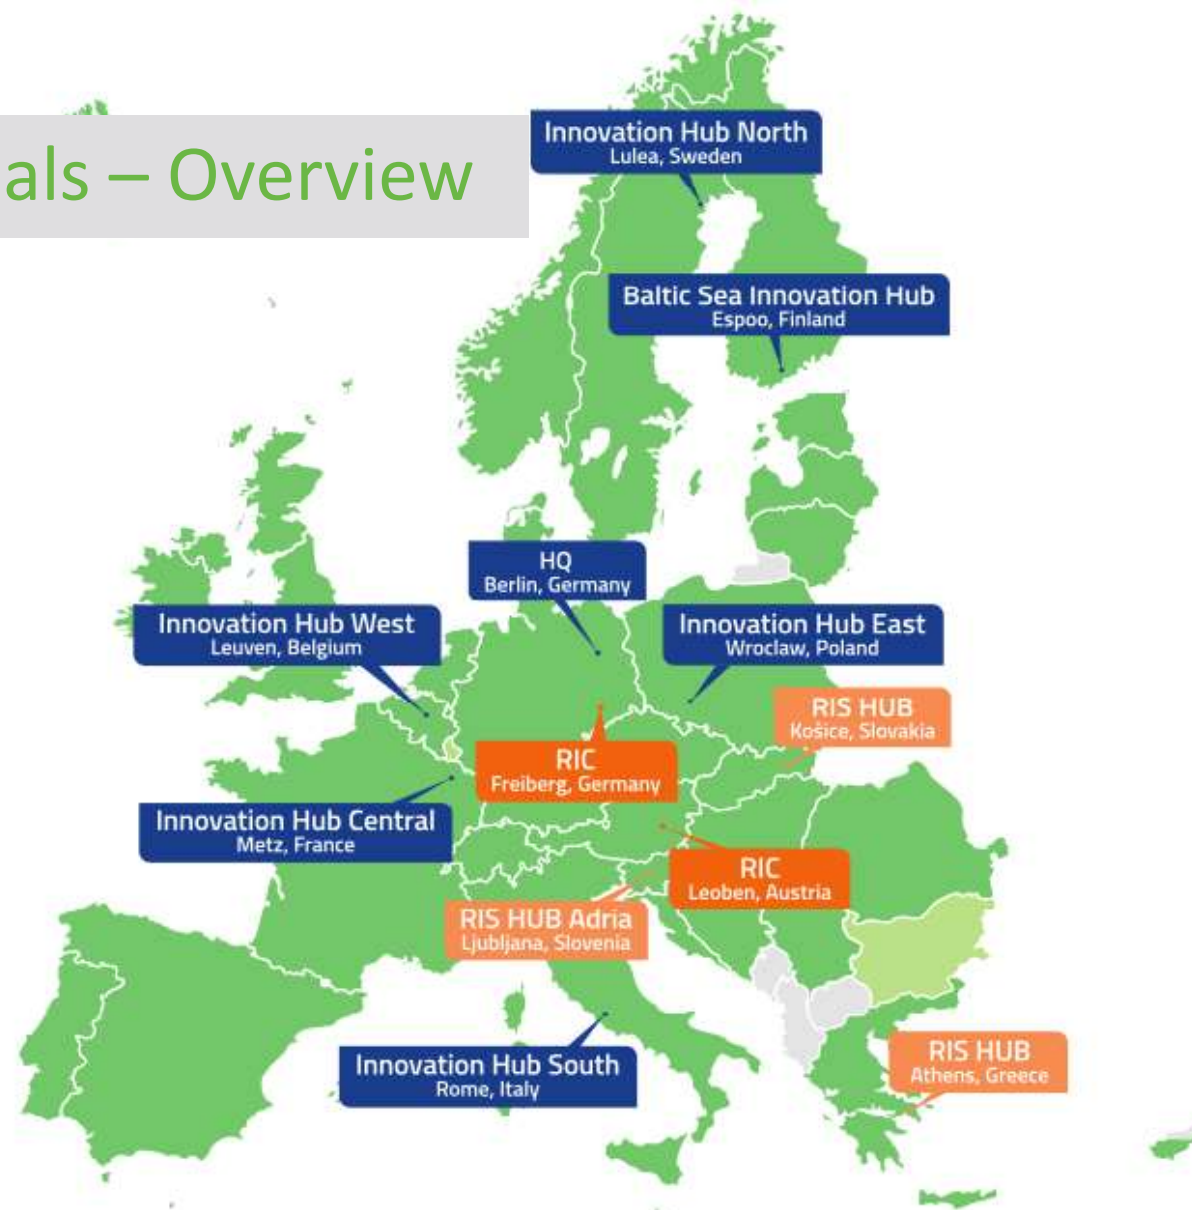 als – Overview
Innovation Hub North
Lulea, Sweden
Baltic Sea Innovation Hub
Espoo, Finland
HQ
Berlin, Germany
Innovation Hub West
Leuven, Belgium
Innovation Hub East
Wroclaw, Poland
RIS HUB
Košice, Slovakia
RIC
Freiberg, Germany
Innovation Hub Central
Metz, France
RIC
Leoben, Austria
RIS HUB Adria
Ljubljana, Slovenia
Innovation Hub South
Rome, Italy
RIS HUB
Athens, Greece